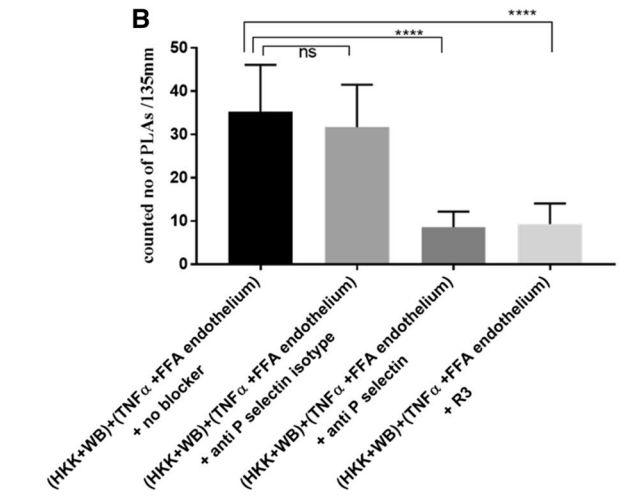 B
****
****
ns
counted no of PLAs /135mm
50
40
30
20
10
0
(HKK+WB)+(TNFα +FFA endothelium)
+ no blocker
(HKK+WB)+(TNFα +FFA endothelium)
+ anti P selectin isotype
(HKK+WB)+(TNFα +FFA endothelium)
+ anti P selectin
(HKK+WB)+(TNFα +FFA endothelium)
+ R3